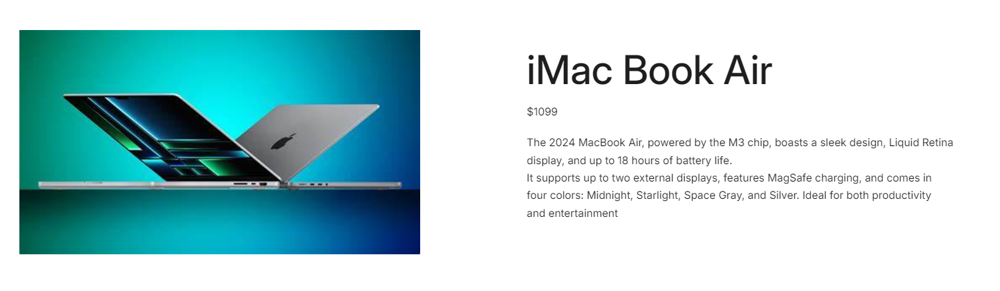 iMac Book Air
$1099
The 2024 MacBook Air, powered by the M3 chip, boasts a sleek design, Liquid Retina
display, and up to 18 hours of battery life.
It supports up to two external displays, features MagSafe charging, and comes in
four colors: Midnight, Starlight, Space Gray, and Silver. Ideal for both productivity
and entertainment